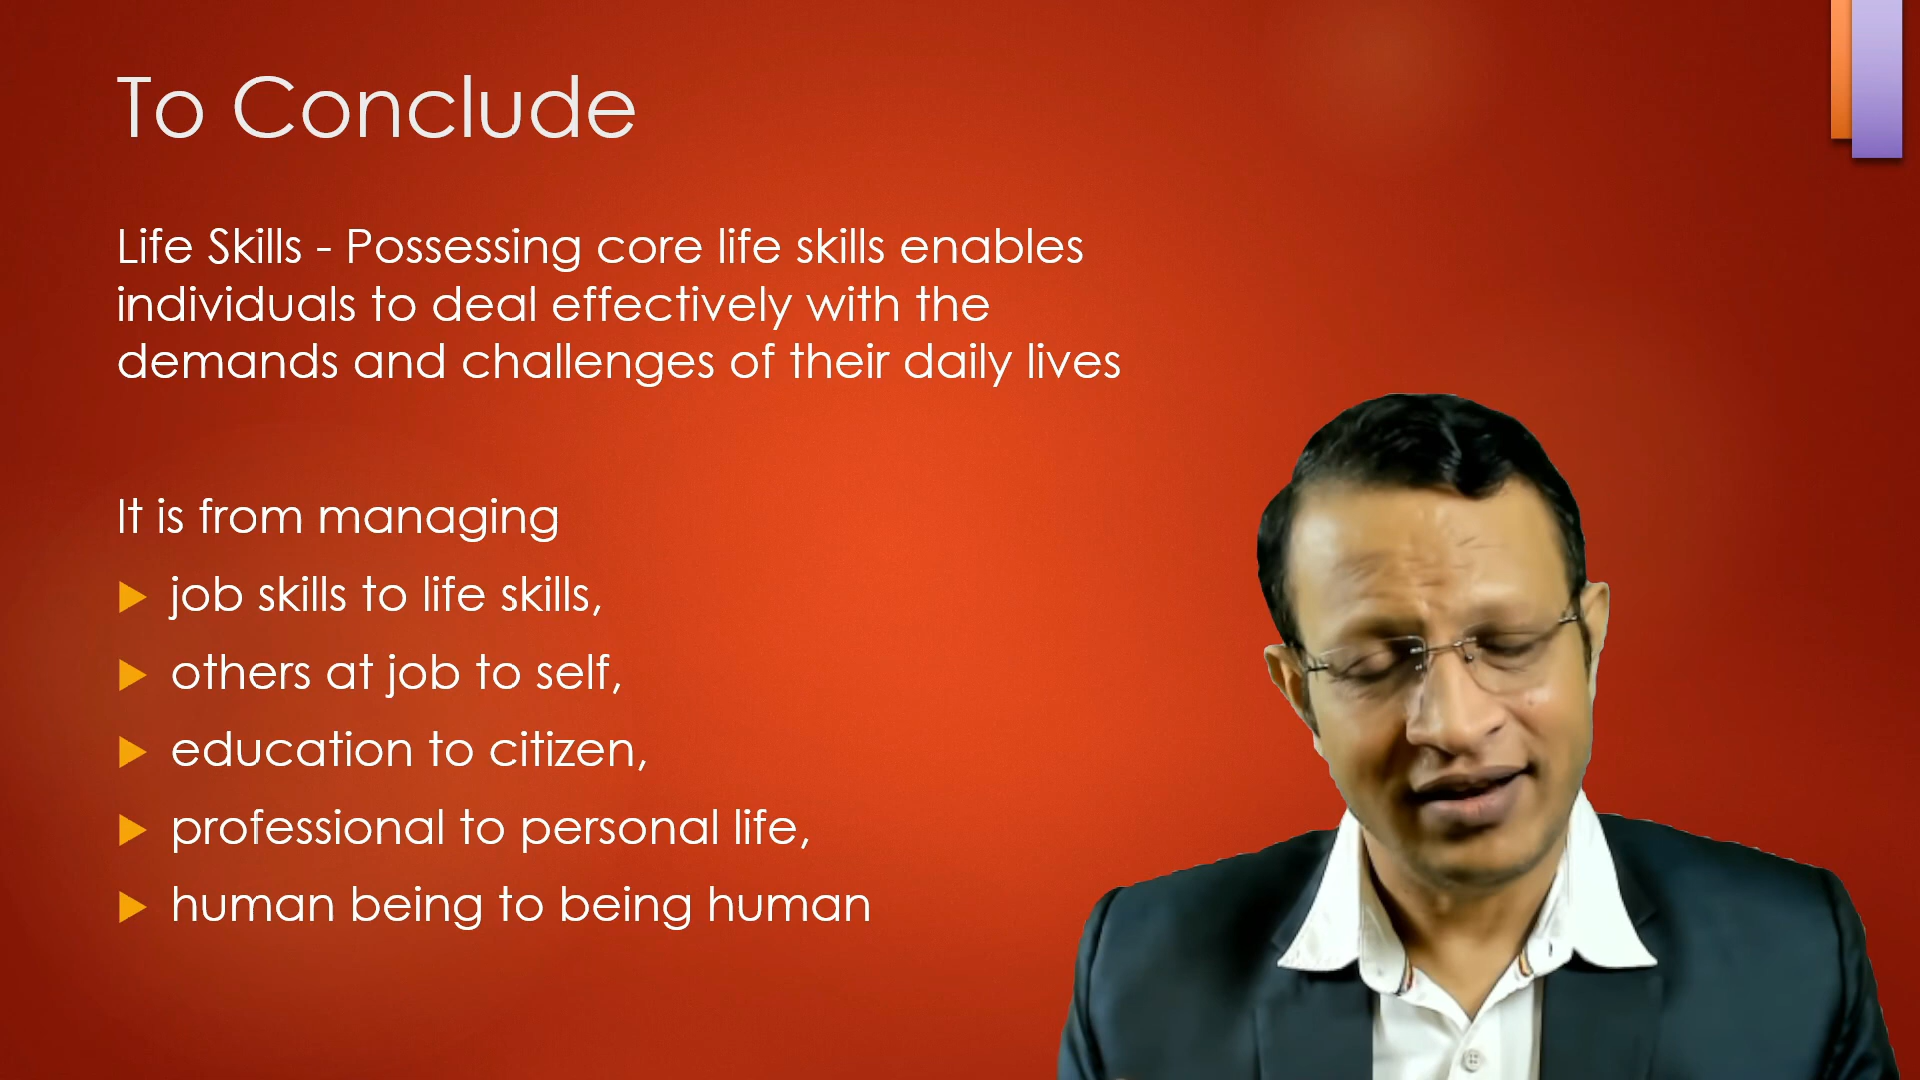 To Conclude
Life Skills - Possessing core life skills enables
individuals to deal effectively with the
demands and challenges of their daily lives
It is from managing
job skills to life skills,
others at job to self,
education to citizen,
professional to personal life,
human being to being human